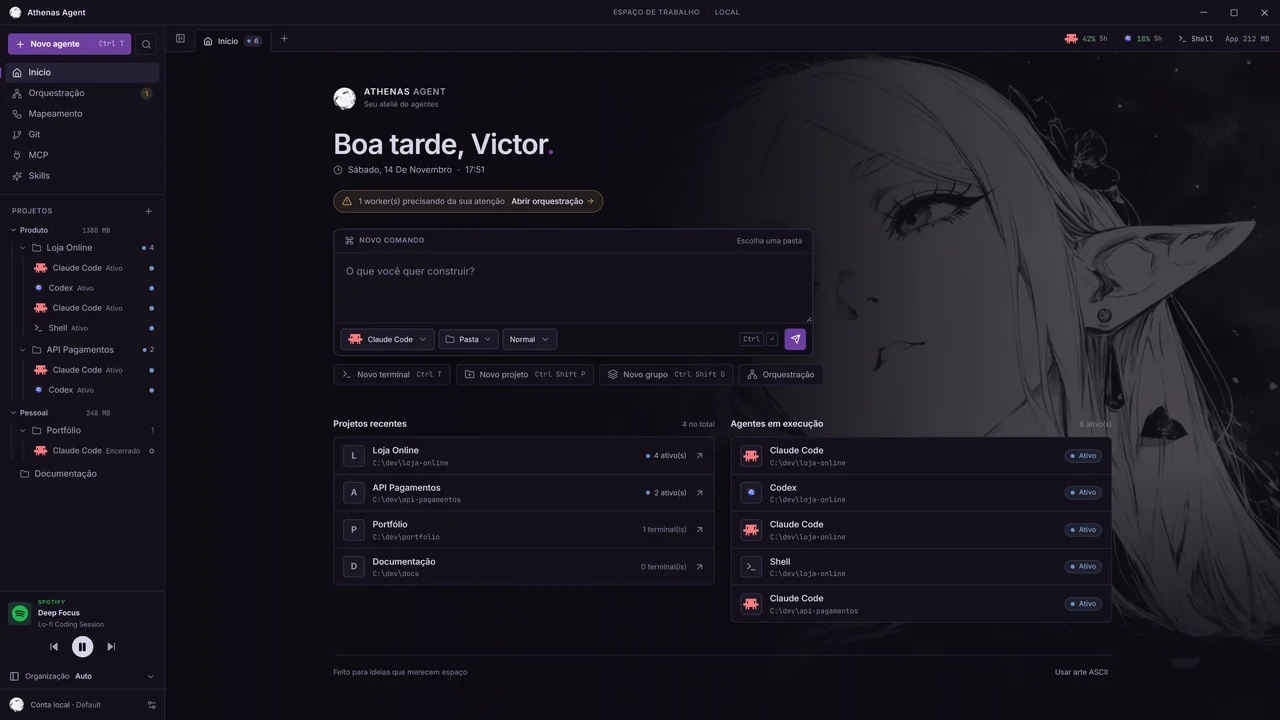 Athenas Agent
ESPAÇO DE TRABALHO · LOCAL
Novo agente Ctrl T
Início 6
42% 5h 18% 5h Shell App 212 MB
Início
Orquestração 1
Mapeamento
Git
MCP
Skills
PROJETOS
Produto 1380 MB
Loja Online 4
Claude Code Ativo
Codex Ativo
Claude Code Ativo
Shell Ativo
API Pagamentos 2
Claude Code Ativo
Codex Ativo
Pessoal 248 MB
Portfólio 1
Claude Code Encerrado
Documentação
SPOTIFY
Deep Focus
Lo-fi Coding Session
Organização Auto
Conta local · Default
ATHENAS AGENT
Seu ateliê de agentes
Boa tarde, Victor.
Sábado, 14 De Novembro · 17:51
1 worker(s) precisando da sua atenção Abrir orquestração →
NOVO COMANDO Escolha uma pasta
O que você quer construir?
Claude Code Pasta Normal Ctrl ⏎
Novo terminal Ctrl T Novo projeto Ctrl Shift P Novo grupo Ctrl Shift G Orquestração
Projetos recentes 4 no total
L Loja Online 4 ativo(s)
C:\dev\loja-online
A API Pagamentos 2 ativo(s)
C:\dev\api-pagamentos
P Portfólio 1 terminal(is)
C:\dev\portfolio
D Documentação 0 terminal(is)
C:\dev\docs
Agentes em execução 6 ativo(s)
Claude Code Ativo
C:\dev\loja-online
Codex Ativo
C:\dev\loja-online
Claude Code Ativo
C:\dev\loja-online
Shell Ativo
C:\dev\loja-online
Claude Code Ativo
C:\dev\api-pagamentos
Feito para ideias que merecem espaço Usar arte ASCII